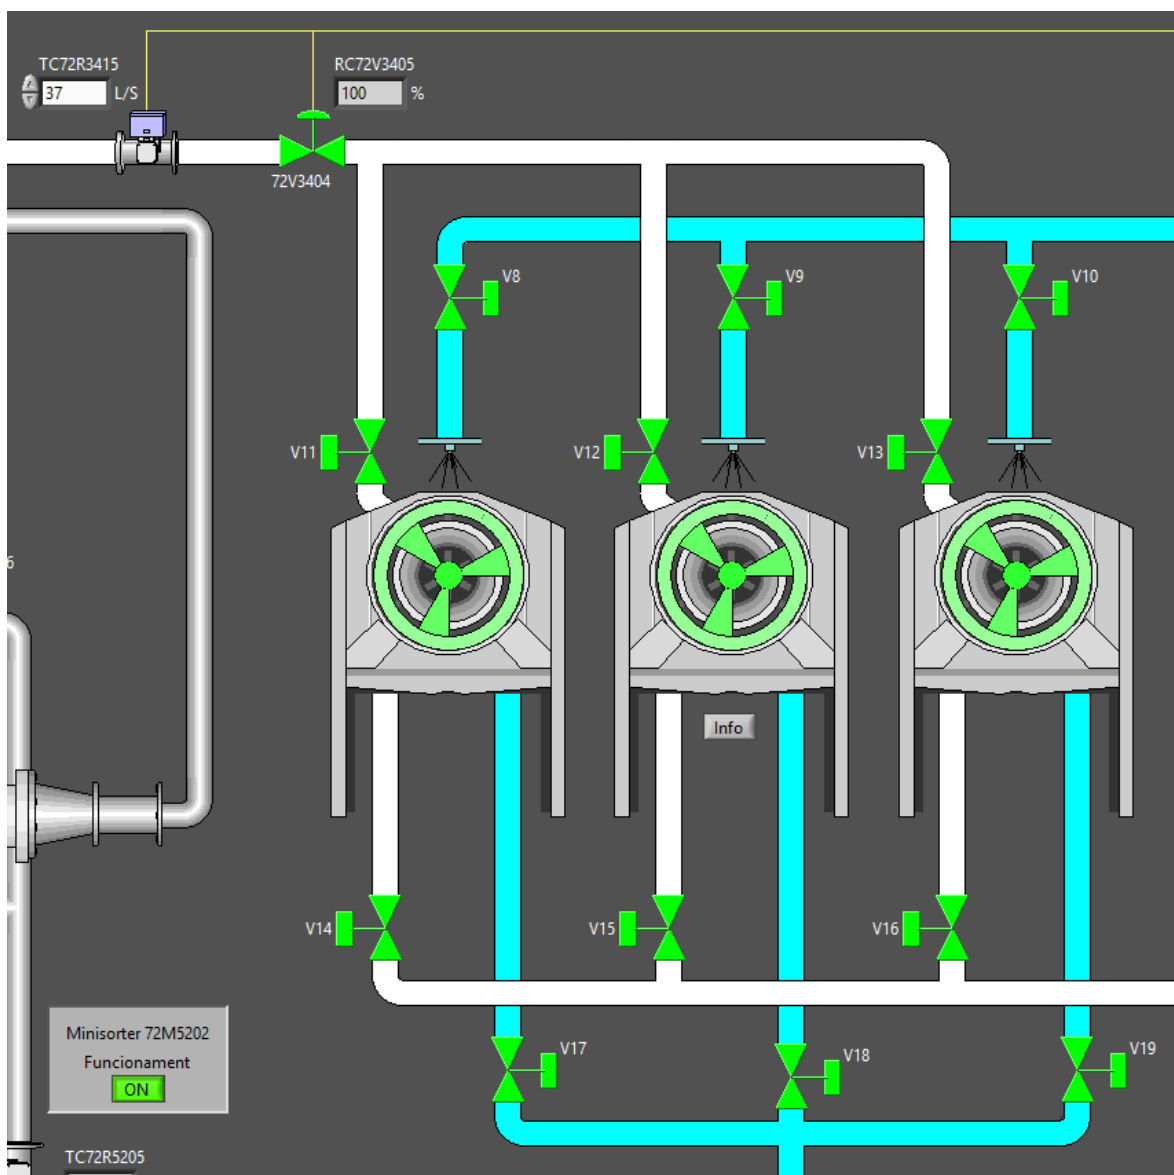 TC72R3415
37 L/S
RC72V3405
100 %
72V3404
V8
V9
V10
V11
V12
V13
6
Info
V14
V15
V16
Minisorter 72M5202
Funcionament
ON
V17
V18
V19
TC72R5205